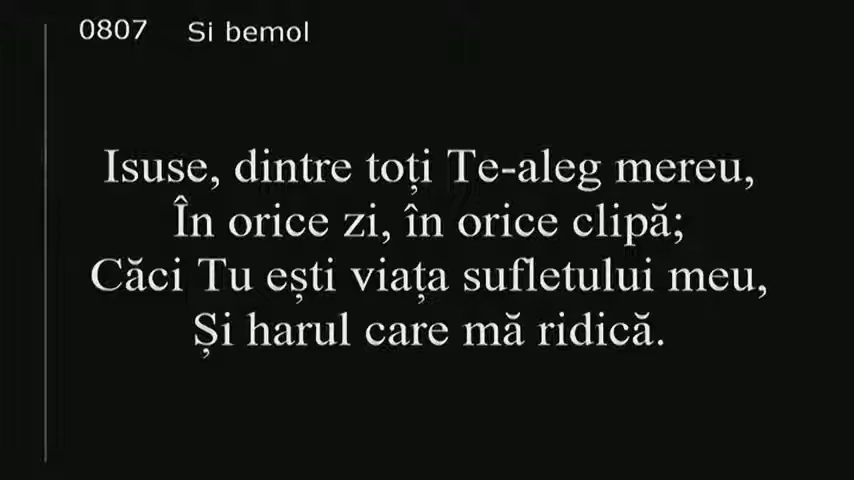 0807 Si bemol
Isuse, dintre toți Te-aleg mereu,
În orice zi, în orice clipă;
Căci Tu ești viața sufletului meu,
Și harul care mă ridică.